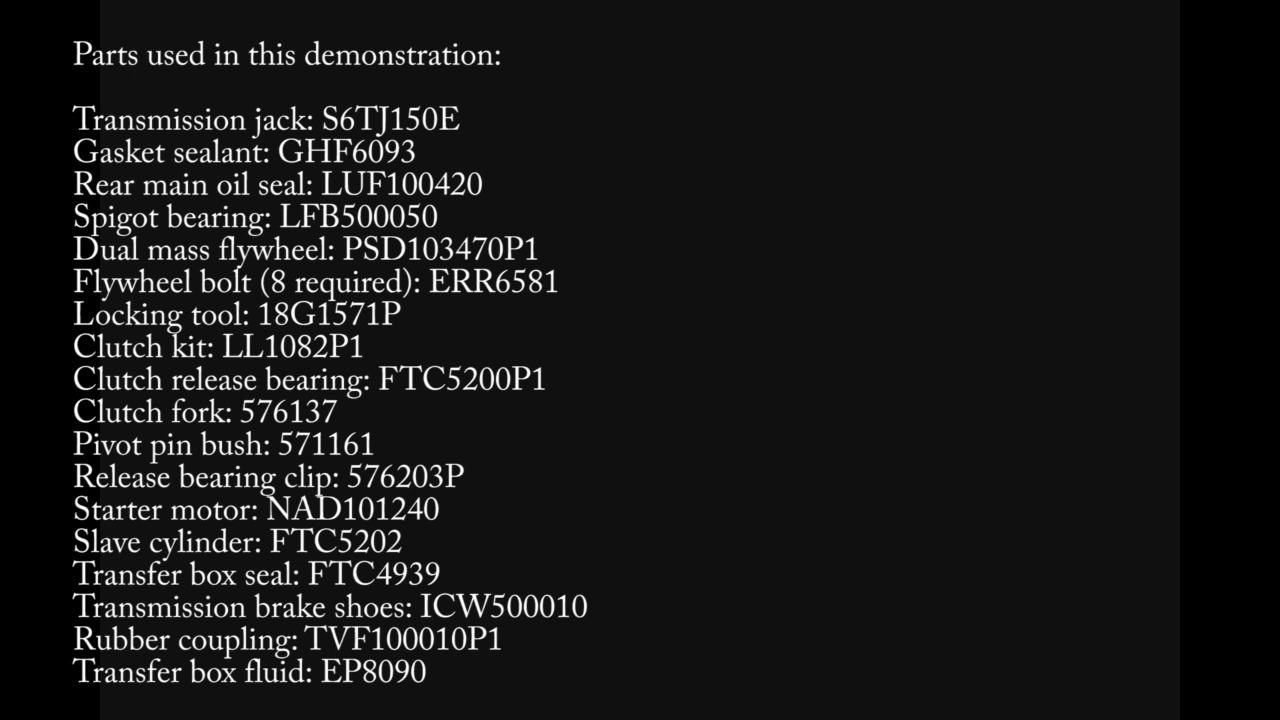 Parts used in this demonstration:
Transmission jack: S6TJ150E
Gasket sealant: GHF6093
Rear main oil seal: LUF100420
Spigot bearing: LFB500050
Dual mass flywheel: PSD103470P1
Flywheel bolt (8 required): ERR6581
Locking tool: 18G1571P
Clutch kit: LL1082P1
Clutch release bearing: FTC5200P1
Clutch fork: 576137
Pivot pin bush: 571161
Release bearing clip: 576203P
Starter motor: NAD101240
Slave cylinder: FTC5202
Transfer box seal: FTC4939
Transmission brake shoes: ICW500010
Rubber coupling: TVF100010P1
Transfer box fluid: EP8090